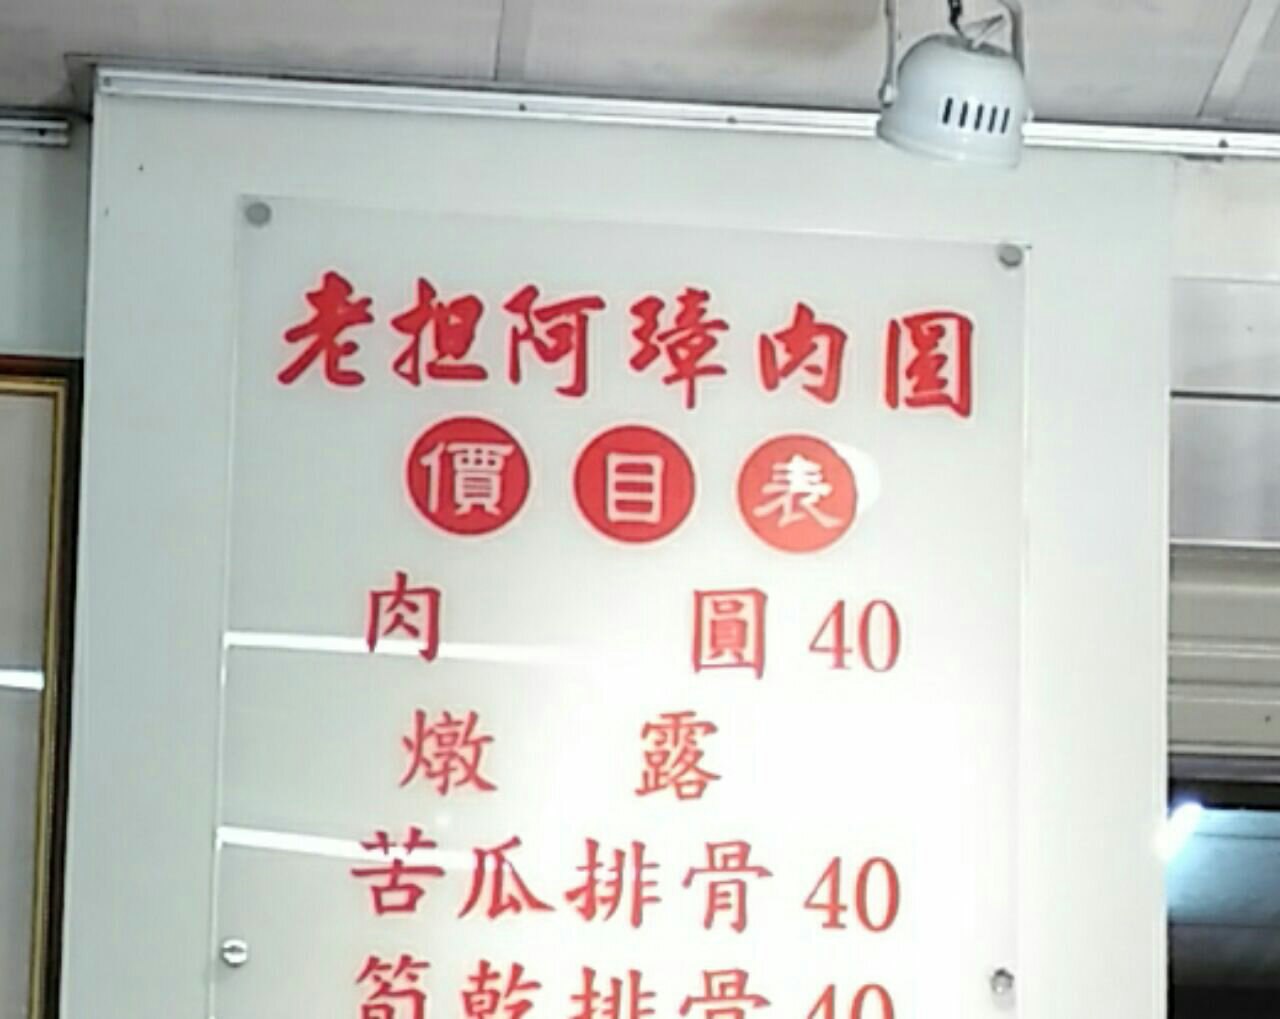 老担阿璋肉圓
價目表
肉圓 40
燉露
苦瓜排骨 40
筍乾排骨 40